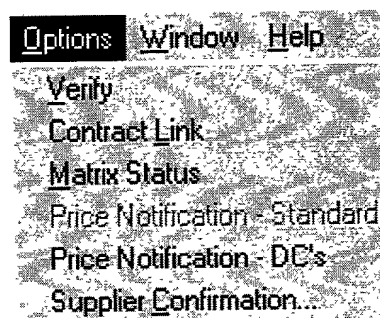 Options Window Help
Verify
Contract Link
Matrix Status
Price Notification - Standard
Price Notification - DC's
Supplier Confirmation...